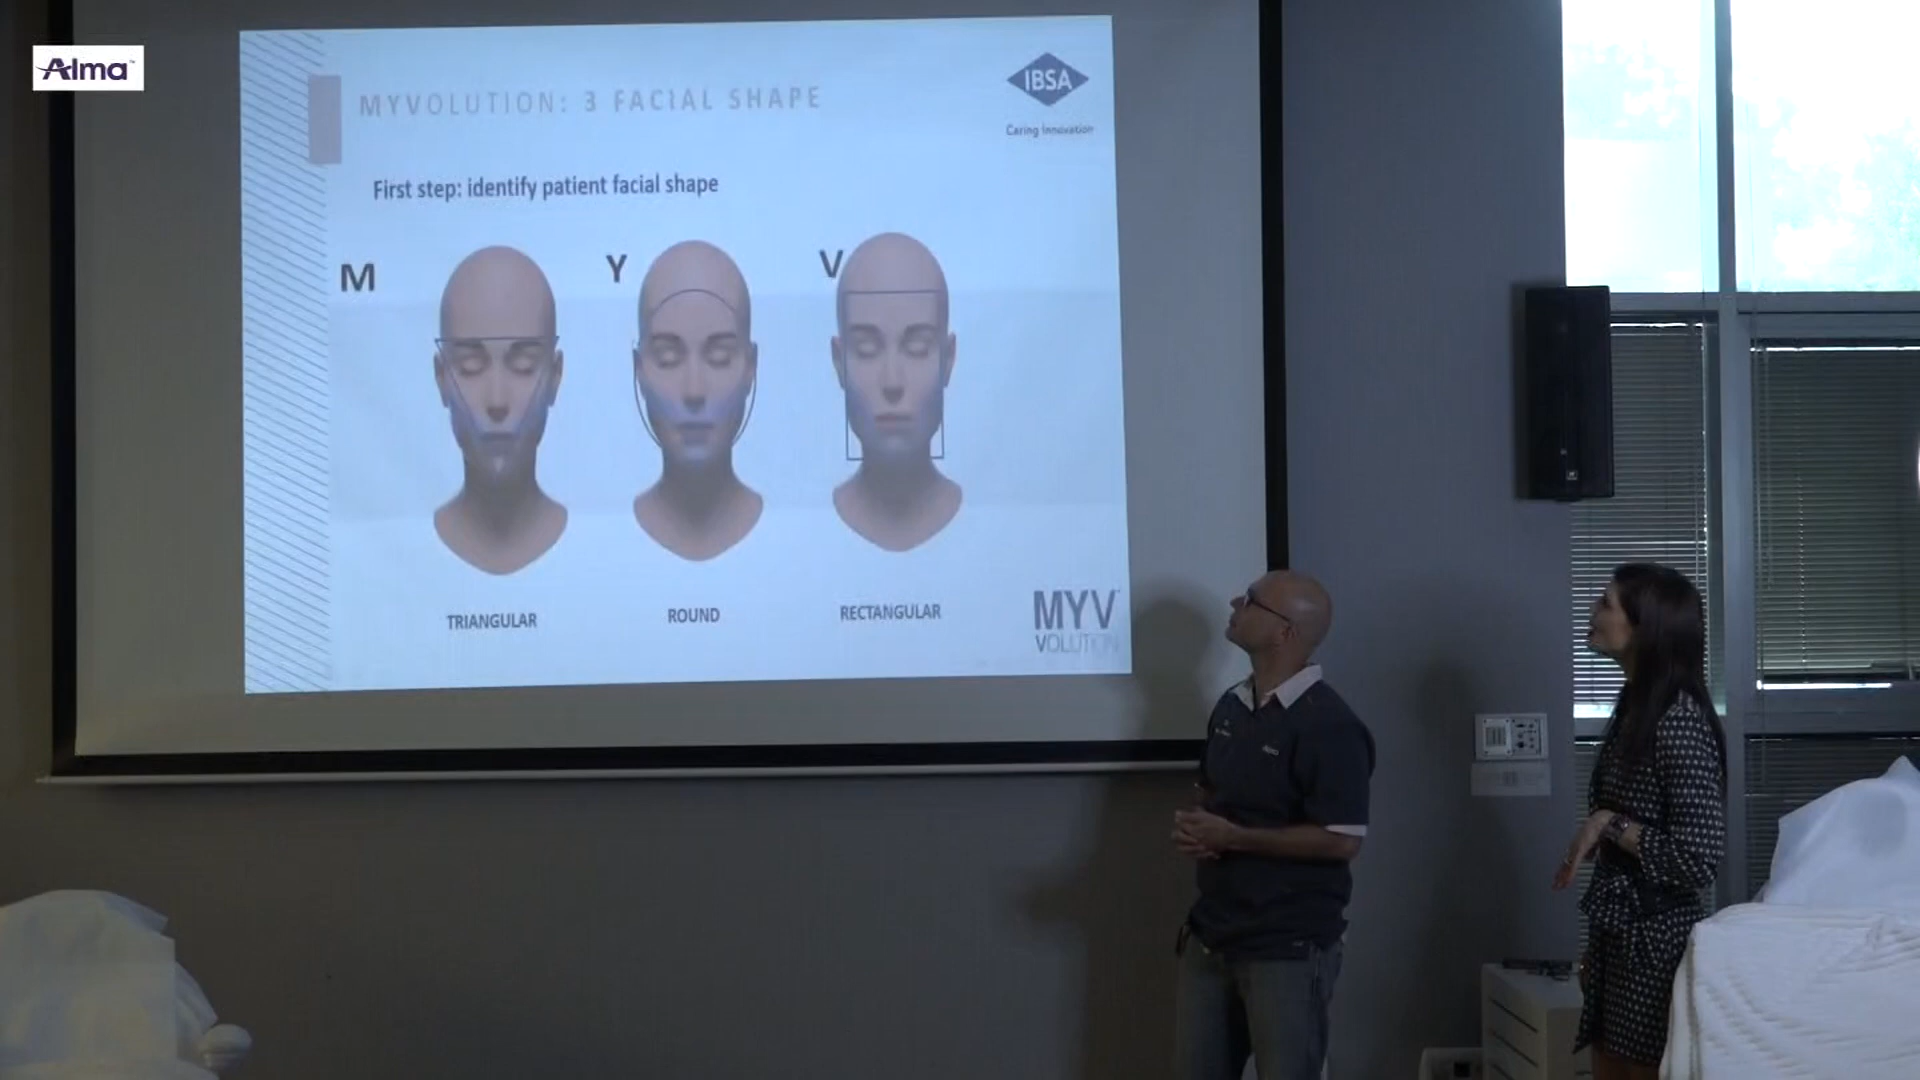 Alma
MYVOLUTION: 3 FACIAL SHAPE
IBSA
Caring Innovation
First step: identify patient facial shape
M
Y
V
TRIANGULAR
ROUND
RECTANGULAR
MYV
VOLUTION